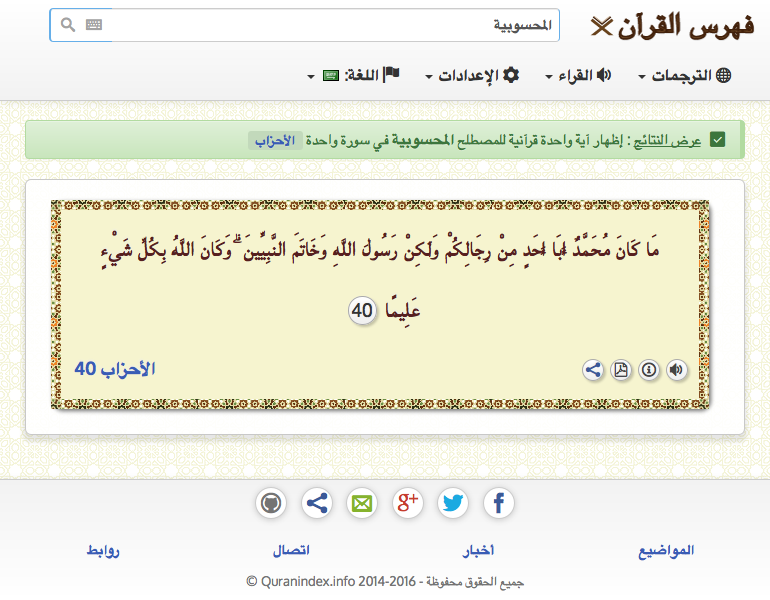 فهرس القرآن
المحسوبية
الترجمات
القراء
الإعدادات
اللغة:
عرض النتائج : إظهار آية واحدة قرآنية للمصطلح المحسوبية في سورة واحدة الأحزاب
مَا كَانَ مُحَمَّدٌ أَبَا أَحَدٍ مِنْ رِجَالِكُمْ وَلَٰكِنْ رَسُولَ اللَّهِ وَخَاتَمَ النَّبِيِّينَ ۗ وَكَانَ اللَّهُ بِكُلِّ شَيْءٍ
عَلِيمًا 40
الأحزاب 40
المواضيع
أخبار
اتصال
روابط
جميع الحقوق محفوظة - Quranindex.info 2014-2016 ©